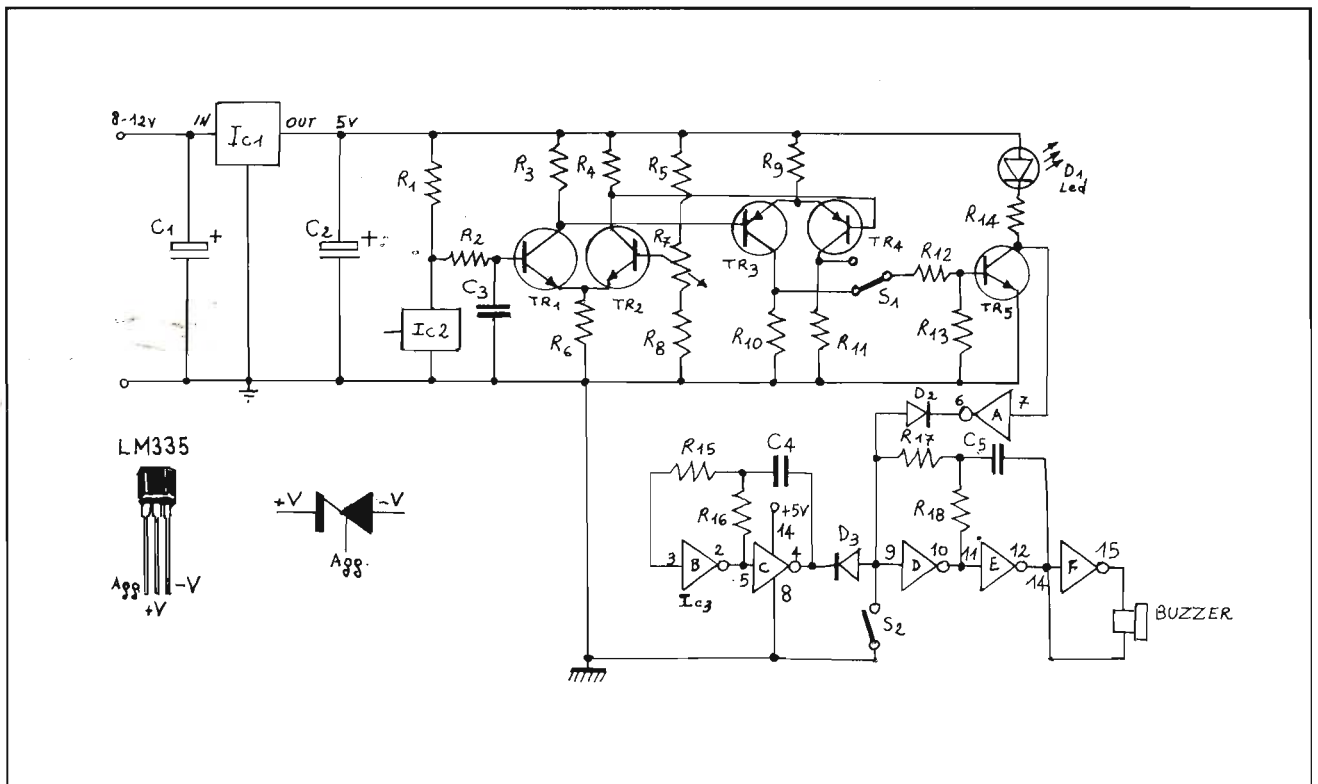 8-12V
IN
Ic1
OUT
5V
C1
+
C2
+
R1
R2
C3
Ic2
R3
R4
R5
R6
R7
R8
TR1
TR2
R9
TR3
TR4
R10
R11
S1
R12
R13
R14
TR5
D1
Led
D2
6
A
7
R17
C5
R18
R15
C4
R16
+5V
14
3
B
2
5
C
4
8
Ic3
D3
9
D
10
11
E
12
14
F
15
S2
BUZZER
LM335
Agg
+V
-V
+V
-V
Agg.